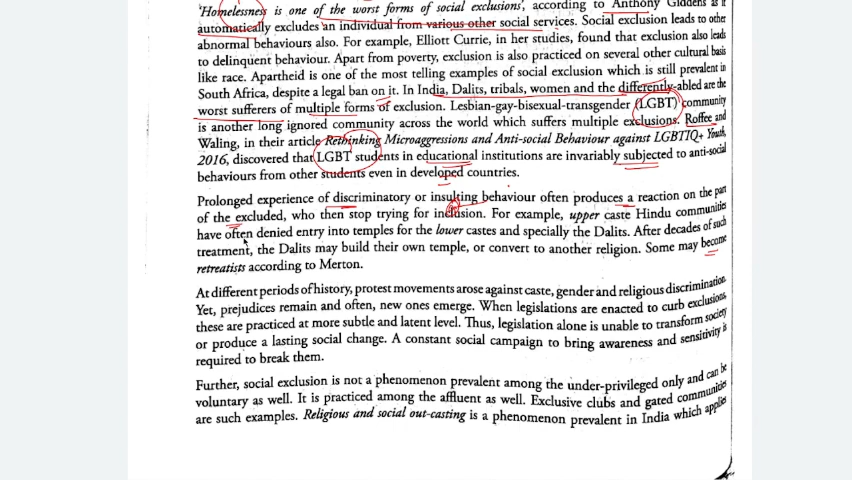 'Homelessness is one of the worst forms of social exclusions', according to Anthony Giddens as it
automatically excludes an individual from various other social services. Social exclusion leads to other
abnormal behaviours also. For example, Elliott Currie, in her studies, found that exclusion also leads
to delinquent behaviour. Apart from poverty, exclusion is also practiced on several other cultural basis
like race. Apartheid is one of the most telling examples of social exclusion which is still prevalent in
South Africa, despite a legal ban on it. In India, Dalits, tribals, women and the differently-abled are the
worst sufferers of multiple forms of exclusion. Lesbian-gay-bisexual-transgender (LGBT) community
is another long ignored community across the world which suffers multiple exclusions. Roffee and
Waling, in their article Rethinking Microaggressions and Anti-social Behaviour against LGBTIQ+ Youth,
2016, discovered that LGBT students in educational institutions are invariably subjected to anti-social
behaviours from other students even in developed countries.
Prolonged experience of discriminatory or insulting behaviour often produces a reaction on the part
of the excluded, who then stop trying for inclusion. For example, upper caste Hindu communities
have often denied entry into temples for the lower castes and specially the Dalits. After decades of such
treatment, the Dalits may build their own temple, or convert to another religion. Some may become
retreatists according to Merton.
At different periods of history, protest movements arose against caste, gender and religious discrimination.
Yet, prejudices remain and often, new ones emerge. When legislations are enacted to curb exclusions,
these are practiced at more subtle and latent level. Thus, legislation alone is unable to transform society
or produce a lasting social change. A constant social campaign to bring awareness and sensitivity is
required to break them.
Further, social exclusion is not a phenomenon prevalent among the under-privileged only and can be
voluntary as well. It is practiced among the affluent as well. Exclusive clubs and gated communities
are such examples. Religious and social out-casting is a phenomenon prevalent in India which applies